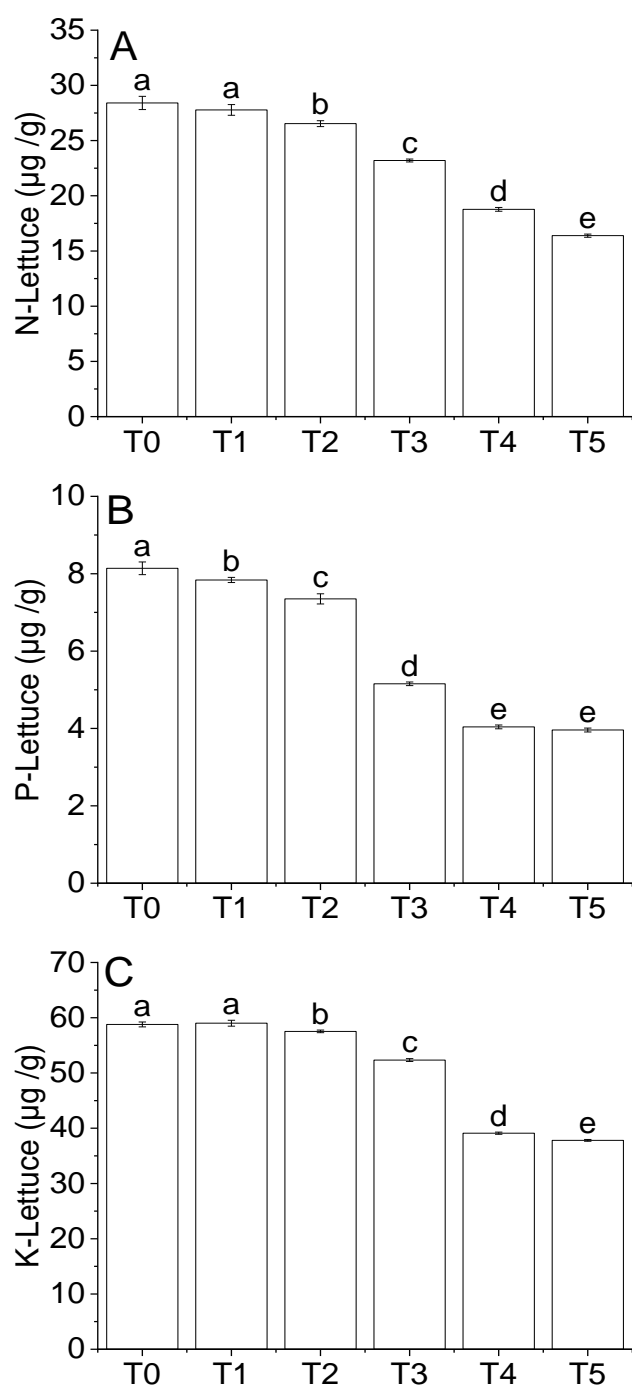 A
N-Lettuce (μg /g)
35
30
25
20
15
10
5
0
a a b c d e
T0 T1 T2 T3 T4 T5
B
P-Lettuce (μg /g)
10
8
6
4
2
0
a b c d e e
T0 T1 T2 T3 T4 T5
C
K-Lettuce (μg /g)
70
60
50
40
30
20
10
0
a a b c d e
T0 T1 T2 T3 T4 T5